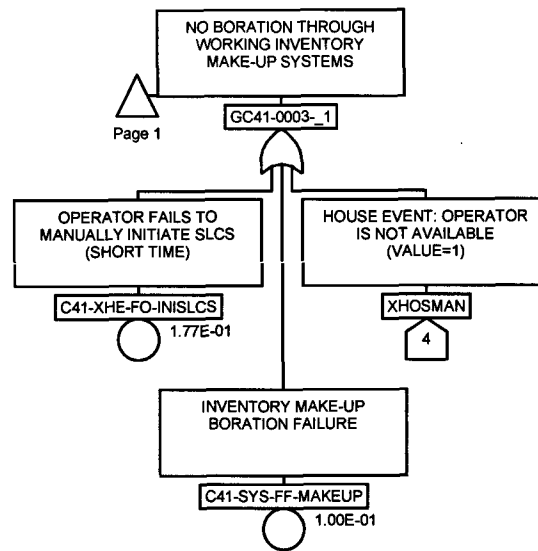 NO BORATION THROUGH
WORKING INVENTORY
MAKE-UP SYSTEMS
Page 1
GC41-0003-_1
OPERATOR FAILS TO
MANUALLY INITIATE SLCS
(SHORT TIME)
C41-XHE-FO-INISLCS
1.77E-01
HOUSE EVENT: OPERATOR
IS NOT AVAILABLE
(VALUE=1)
XHOSMAN
4
INVENTORY MAKE-UP
BORATION FAILURE
C41-SYS-FF-MAKEUP
1.00E-01